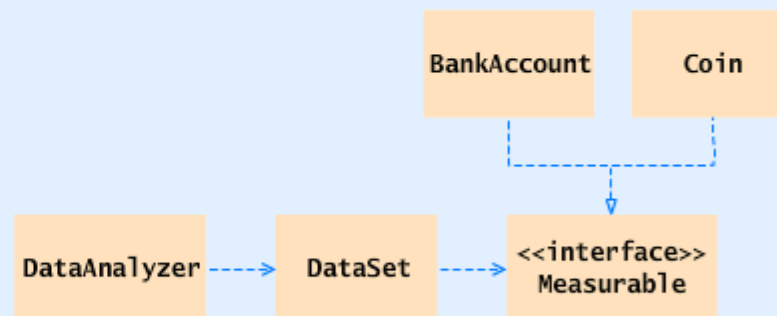 BankAccount
Coin
DataAnalyzer
DataSet
<<interface>>
Measurable